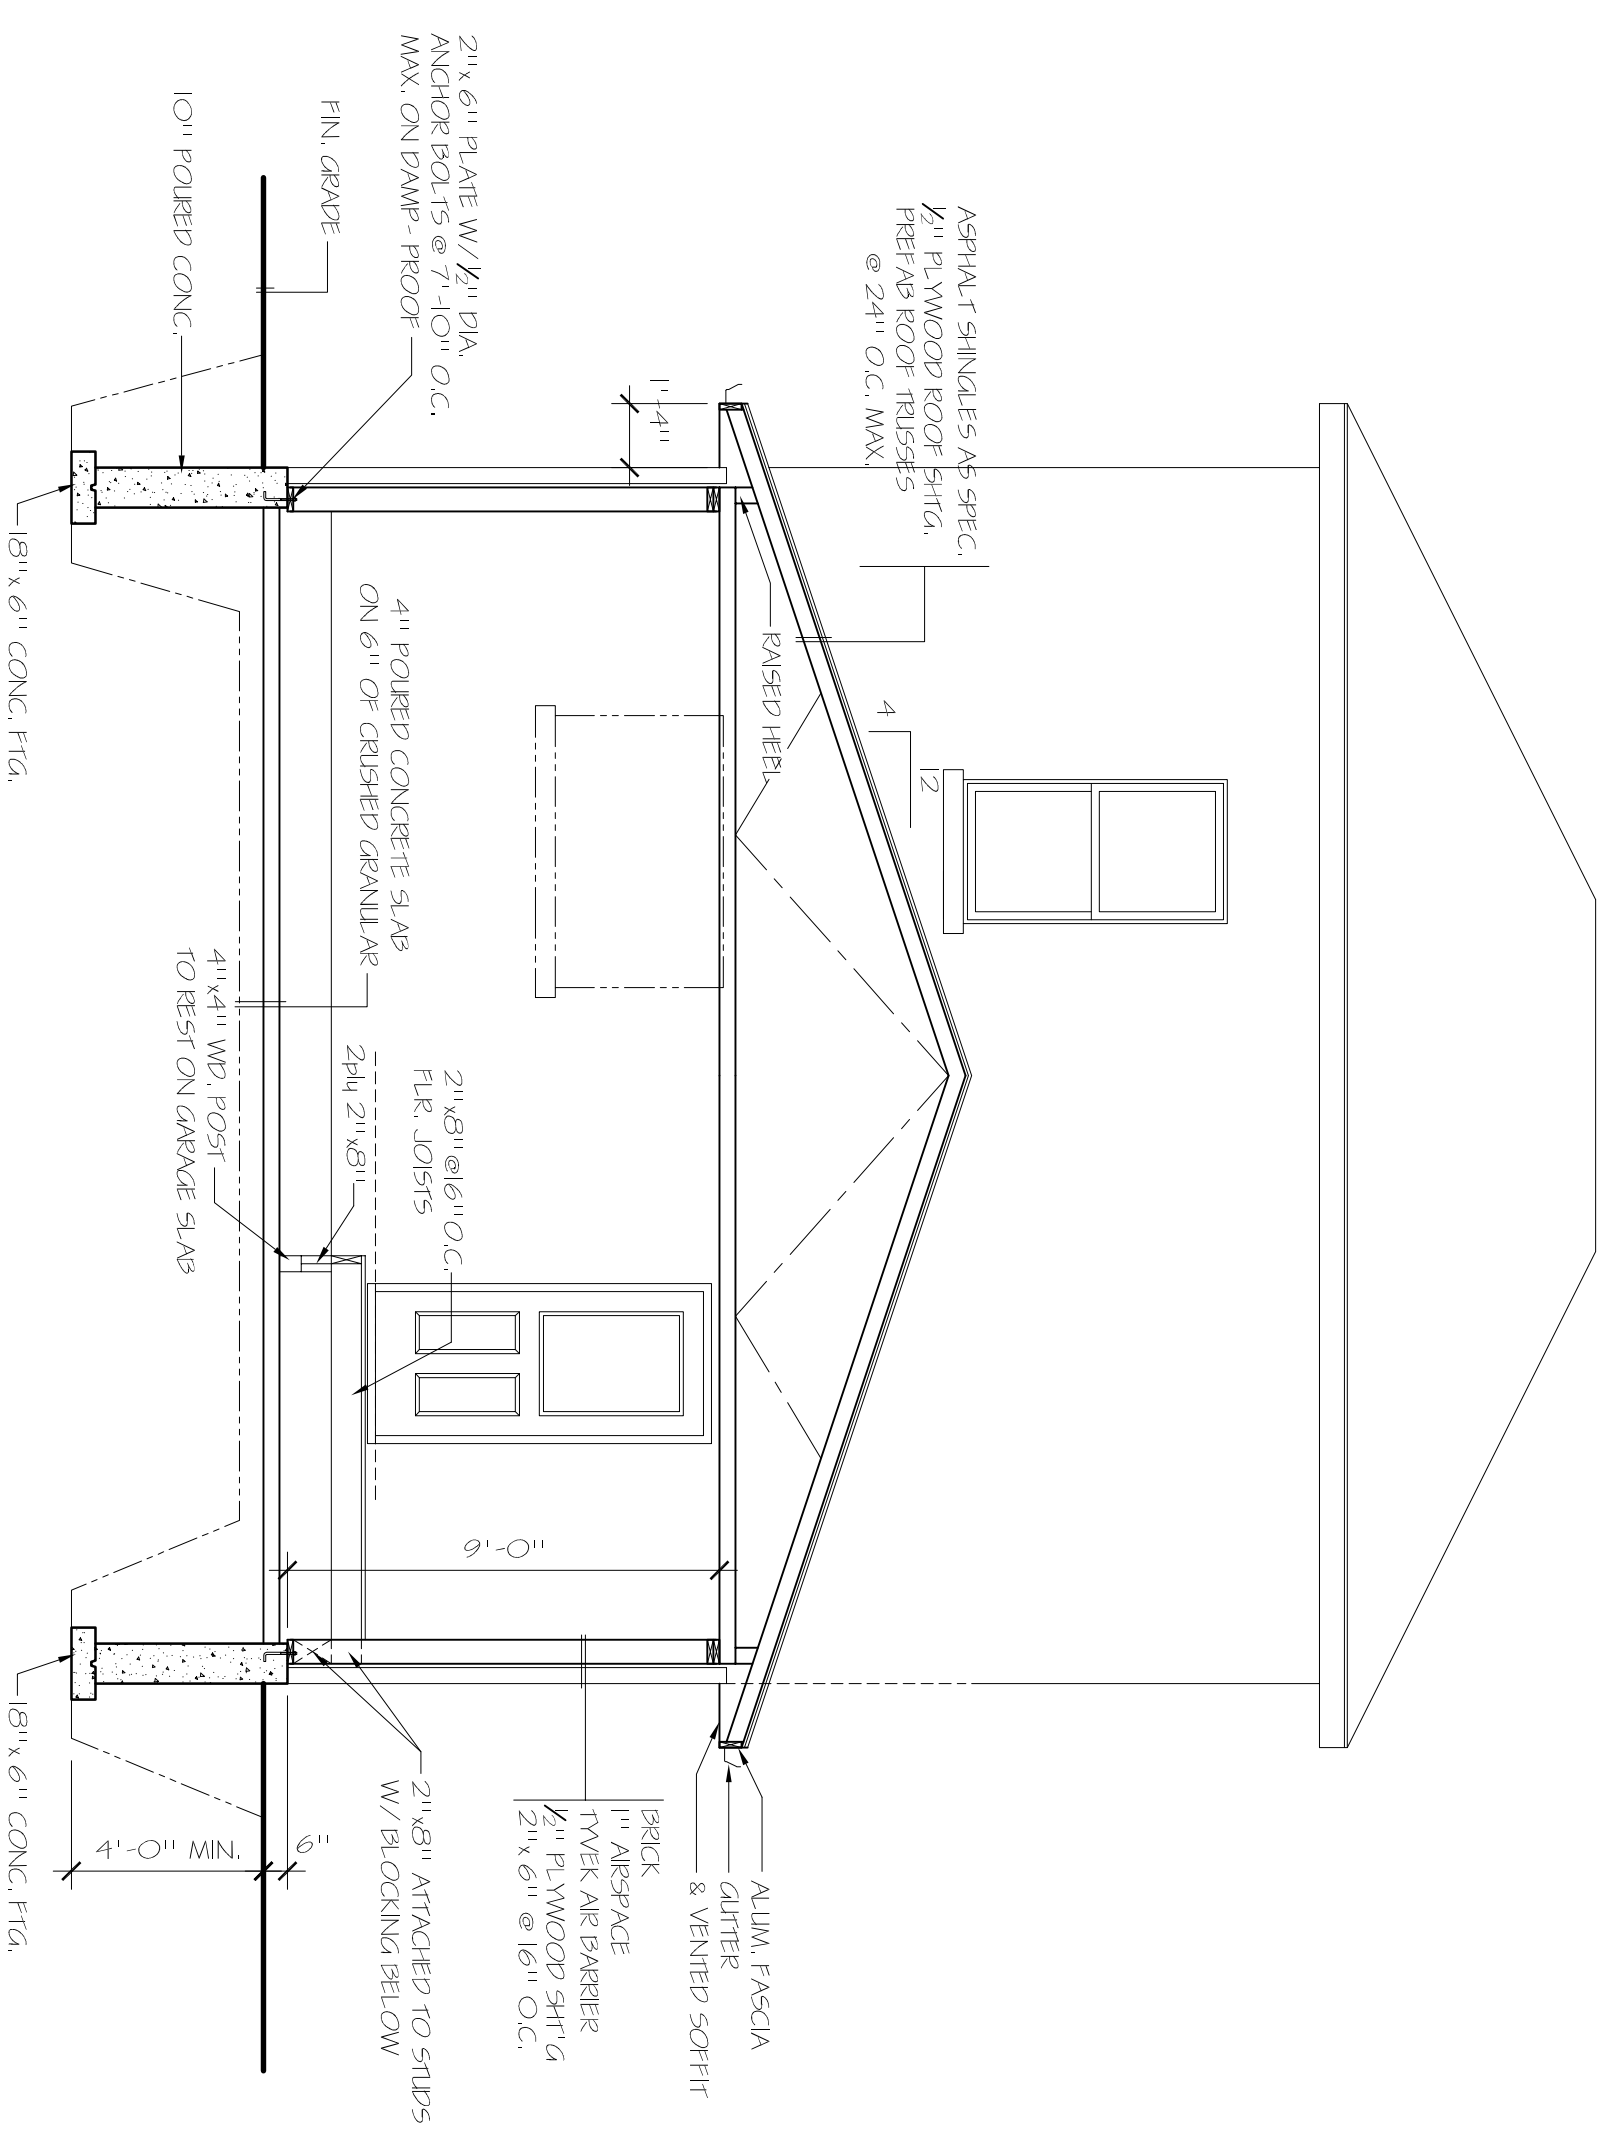 ASPHALT SHINGLES AS SPEC.
1/2" PLYWOOD ROOF SHTG.
PREFAB ROOF TRUSSES
@ 24" O.C. MAX.
4
12
RAISED HEEL
1'-4"
2"x 6" PLATE W/ 1/2" DIA.
ANCHOR BOLTS @ 7'-10" O.C.
MAX. ON DAMP - PROOF
FIN. GRADE
10" POURED CONC.
18"x 6" CONC. FTG.
4" POURED CONCRETE SLAB
ON 6" OF CRUSHED GRANULAR
4"x4" WD. POST
TO REST ON GARAGE SLAB
2ply 2"x8"
2"x8"@16"O.C.
FLR. JOISTS
9'-0"
ALUM. FASCIA
GUTTER
& VENTED SOFFIT
BRICK
1" AIRSPACE
TYVEK AIR BARRIER
1/2" PLYWOOD SHT'G
2"x 6" @ 16" O.C.
2"x8" ATTACHED TO STUDS
W/ BLOCKING BELOW
6"
4'-0" MIN.
18"x 6" CONC. FTG.